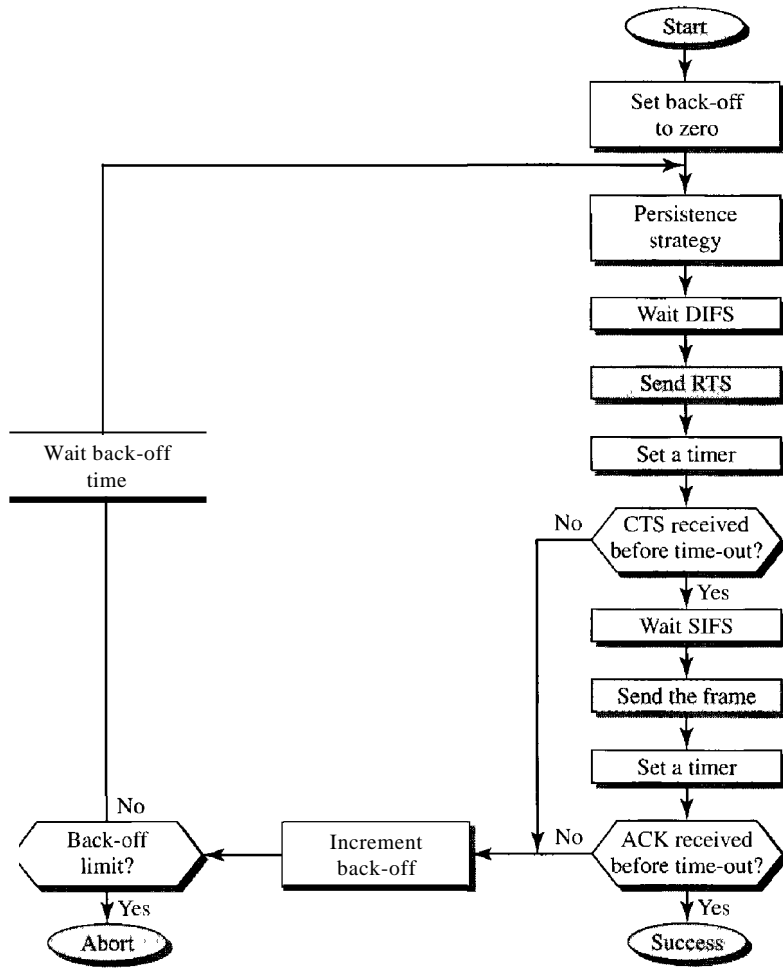 Start
Set back-off
to zero
Persistence
strategy
Wait DIFS
Send RTS
Set a timer
No
CTS received
before time-out?
Yes
Wait SIFS
Send the frame
Set a timer
No
ACK received
before time-out?
Yes
Success
Increment
back-off
Wait back-off
time
No
Back-off
limit?
Yes
Abort